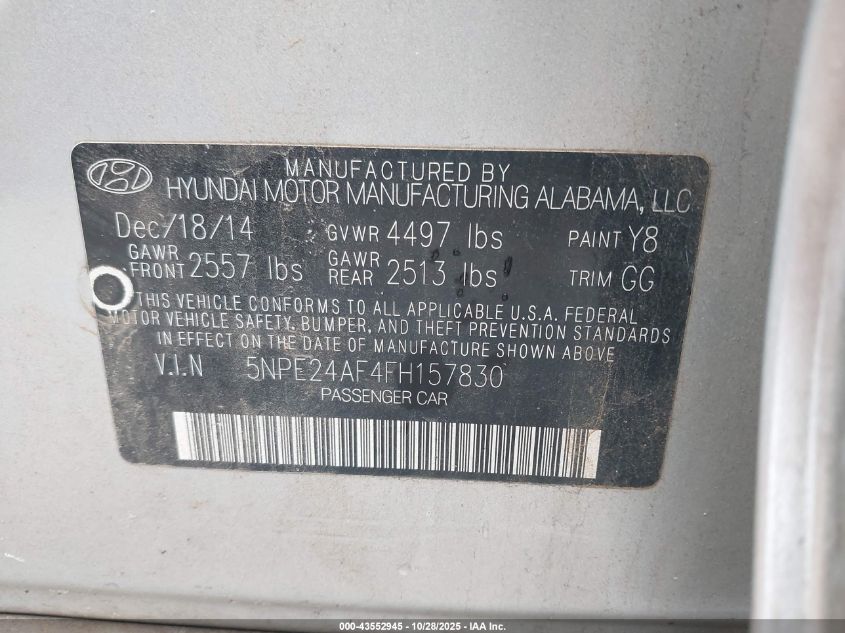 MANUFACTURED BY
HYUNDAI MOTOR MANUFACTURING ALABAMA, LLC
Dec/18/14 GVWR 4497 lbs PAINT Y8
GAWR FRONT 2557 lbs GAWR REAR 2513 lbs TRIM GG
THIS VEHICLE CONFORMS TO ALL APPLICABLE U.S.A. FEDERAL
MOTOR VEHICLE SAFETY, BUMPER, AND THEFT PREVENTION STANDARDS
IN EFFECT ON THE DATE OF MANUFACTURE SHOWN ABOVE
V.I.N 5NPE24AF4FH157830
PASSENGER CAR
000-43552945 - 10/28/2025 - IAA Inc.